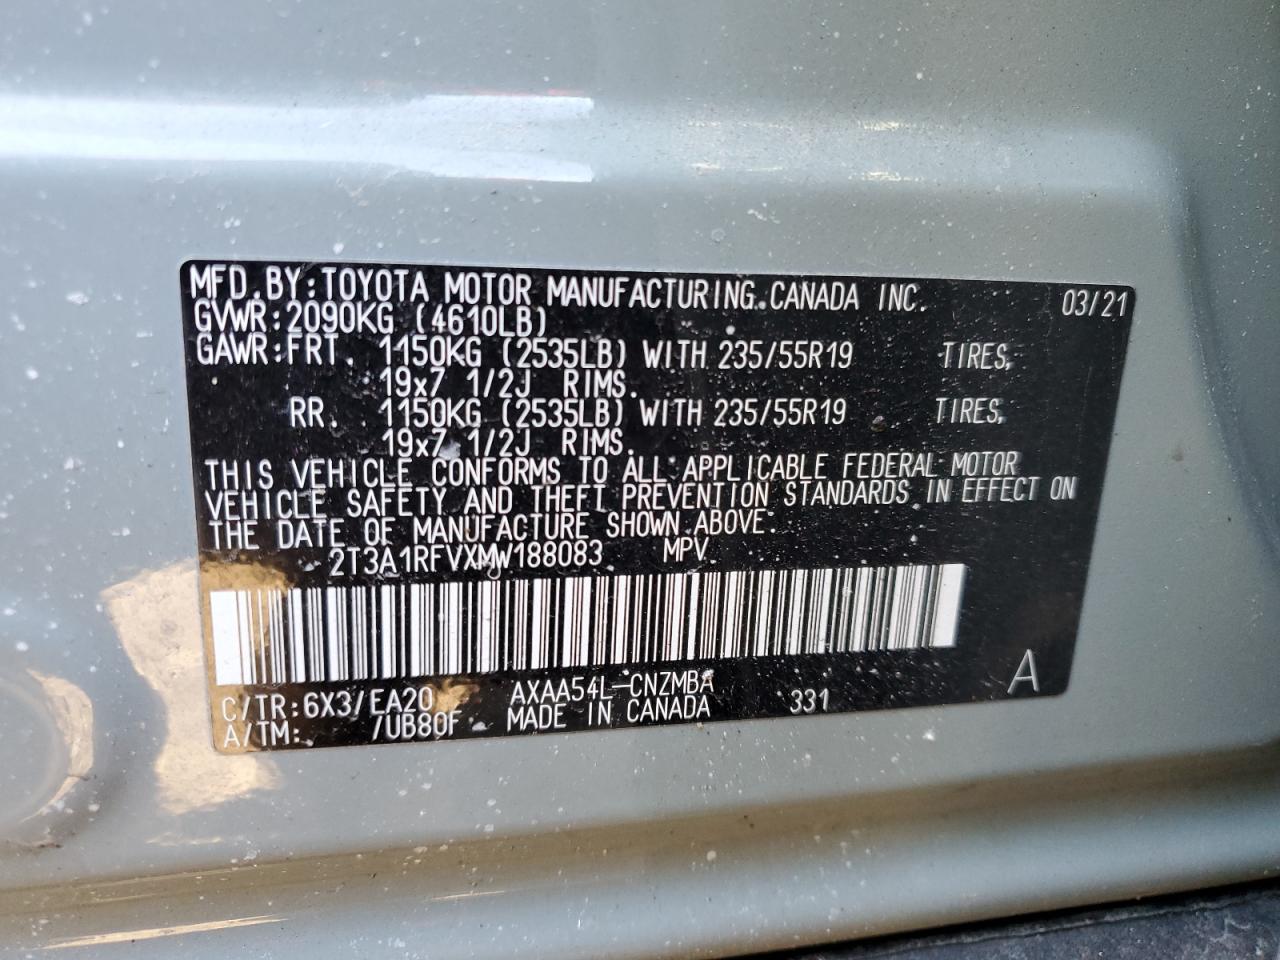 MFD.BY:TOYOTA MOTOR MANUFACTURING.CANADA INC. 03/21
GVWR:2090KG (4610LB)
GAWR:FRT. 1150KG (2535LB) WITH 235/55R19 TIRES,
19x7 1/2J RIMS.
RR. 1150KG (2535LB) WITH 235/55R19 TIRES,
19x7 1/2J RIMS.
THIS VEHICLE CONFORMS TO ALL APPLICABLE FEDERAL MOTOR
VEHICLE SAFETY AND THEFT PREVENTION STANDARDS IN EFFECT ON
THE DATE OF MANUFACTURE SHOWN ABOVE.
2T3A1RFVXMW188083 MPV
C/TR:6X3/EA20 AXAA54L-CNZMBA 331 A
A/TM: /UB80F MADE IN CANADA